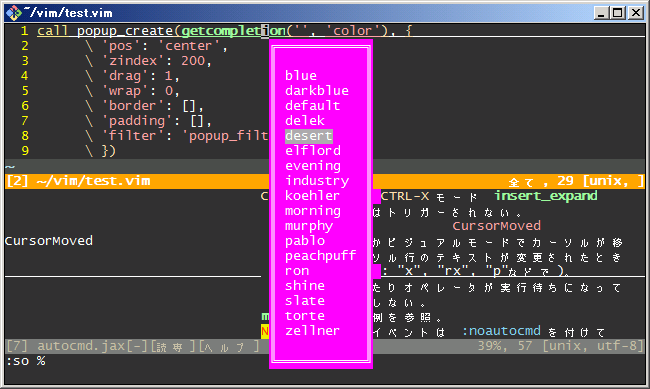 ~/vim/test.vim
1 call popup_create(getcompletion('', 'color'), {
2 \ 'pos': 'center',
3 \ 'zindex': 200,
4 \ 'drag': 1,
5 \ 'wrap': 0,
6 \ 'border': [],
7 \ 'padding': [],
8 \ 'filter': 'popup_filt
9 \ })
~
[2] ~/vim/test.vim 全て, 29 [unix, ]
blue
darkblue
default
delek
desert
elflord
evening
industry
koehler
morning
murphy
pablo
peachpuff
ron
shine
slate
torte
zellner
C CTRL-X モード insert_expand
はトリガーされない。
CursorMoved
CursorMoved かビジュアルモードでカーソルが移
ソル行のテキストが変更されたとき
: "x", "rx", "p"などで)。
たりオペレータが実行待ちになって
しない。
m 例を参照。
N イベントは :noautocmd を付けて
[7] autocmd.jax[-][読専][ヘルプ] 39%, 57 [unix, utf-8]
:so %